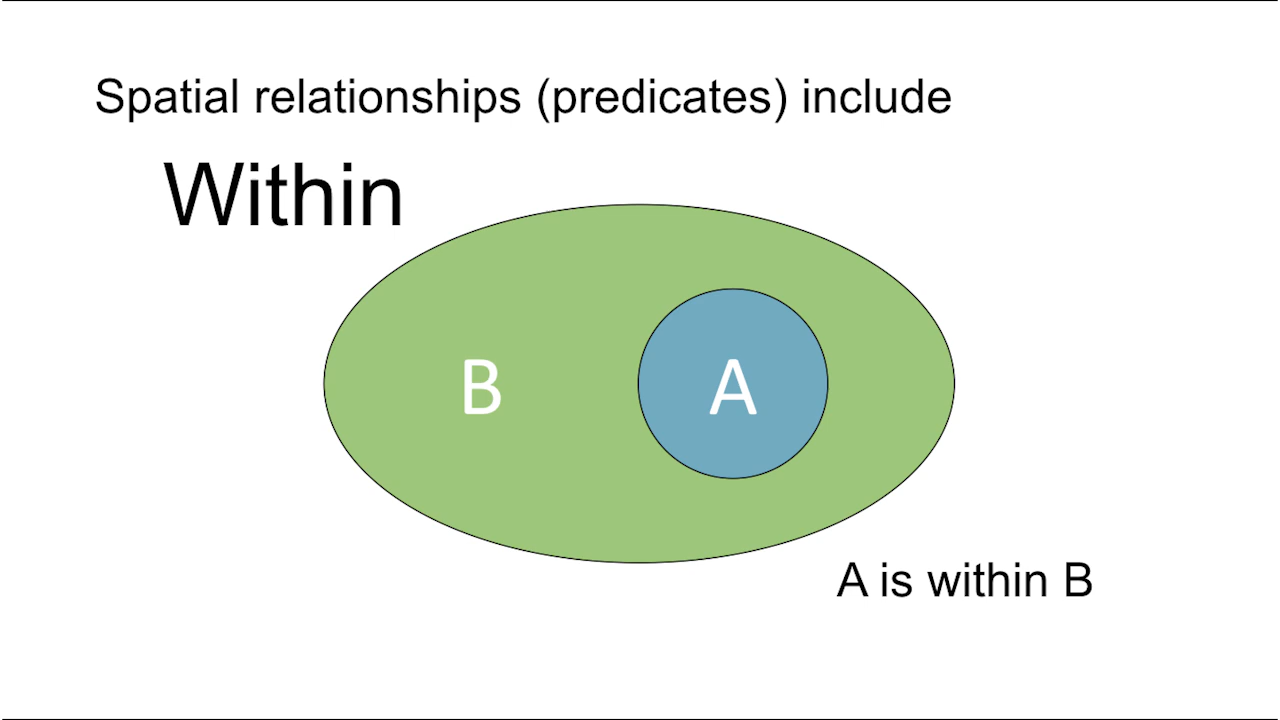 Spatial relationships (predicates) include
Within
B
A
A is within B